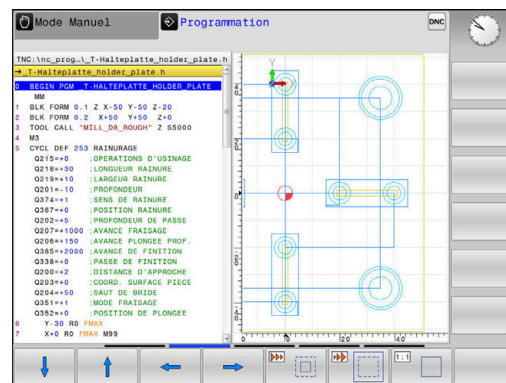 Mode Manuel
Programmation
DNC
TNC:\nc_prog…\_T-Halteplatte_holder_plate.h
→_T-Halteplatte_holder_plate.h
0 BEGIN PGM _T-HALTEPLATTE_HOLDER_PLATE
MM
1 BLK FORM 0.1 Z X-50 Y-50 Z-20
2 BLK FORM 0.2 X+50 Y+50 Z+0
3 TOOL CALL "MILL_D8_ROUGH" Z S5000
4 M3
5 CYCL DEF 253 RAINURAGE
Q215=+0 ;OPERATIONS D'USINAGE
Q218=+30 ;LONGUEUR RAINURE
Q219=+10 ;LARGEUR RAINURE
Q201=-10 ;PROFONDEUR
Q374=+1 ;SENS DE RAINURE
Q367=+0 ;POSITION RAINURE
Q202=+5 ;PROFONDEUR DE PASSE
Q207=+1000 ;AVANCE FRAISAGE
Q206=+150 ;AVANCE PLONGEE PROF.
Q385=+2000 ;AVANCE DE FINITION
Q338=+0 ;PASSE DE FINITION
Q200=+2 ;DISTANCE D'APPROCHE
Q203=+0 ;COORD. SURFACE PIECE
Q204=+50 ;SAUT DE BRIDE
Q351=+1 ;MODE FRAISAGE
Q352=+0 ;POSITION DE PLONGEE
6 Y-30 R0 FMAX
7 X+0 R0 FMAX M99
Y
0
20
40
1:1